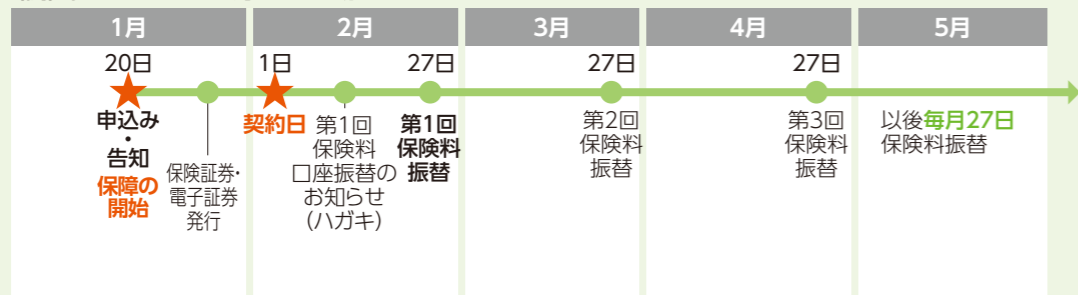 1月
2月
3月
4月
5月
20日
1日
27日
27日
27日
申込み
・
告知
保障の
開始
保険証券・
電子証券
発行
契約日
第1回
保険料
口座振替の
お知らせ
（ハガキ）
第1回
保険料
振替
第2回
保険料
振替
第3回
保険料
振替
以後毎月27日
保険料振替